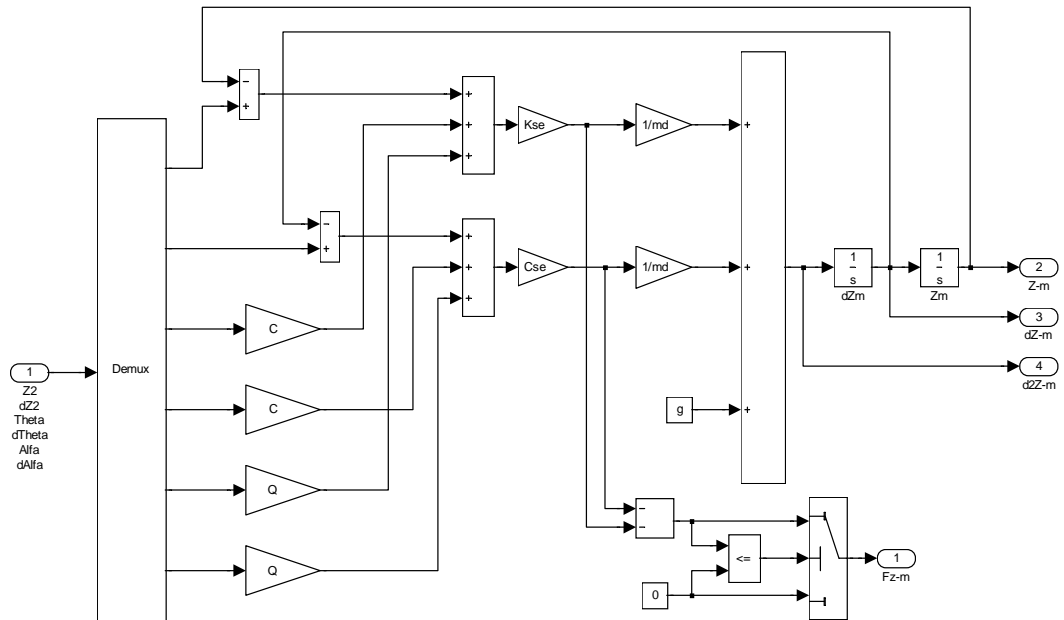 −
+
+
+
+
Kse
1/md
+
−
+
+
+
+
Cse
1/md
+
1
s
dZm
1
s
Zm
2
Z-m
3
dZ-m
4
d2Z-m
C
1
Z2
dZ2
Theta
dTheta
Alfa
dAlfa
Demux
C
g
+
Q
−
−
<=
1
Fz-m
Q
0